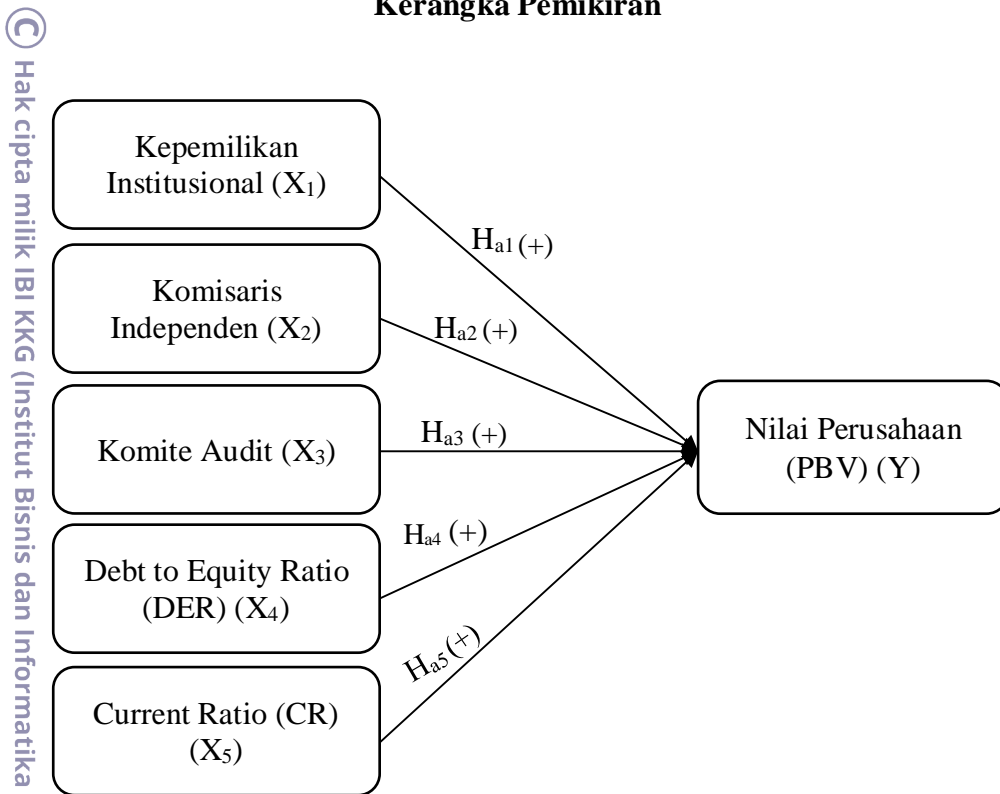 Kerangka Pemikiran
© Hak cipta milik IBI KKG (Institut Bisnis dan Informatika
Kepemilikan
Institusional (X₁)
Hₐ₁ (+)
Komisaris
Independen (X₂)
Hₐ₂ (+)
Komite Audit (X₃)
Hₐ₃ (+)
Nilai Perusahaan
(PBV) (Y)
Debt to Equity Ratio
(DER) (X₄)
Hₐ₄ (+)
Current Ratio (CR)
(X₅)
Hₐ₅ (+)